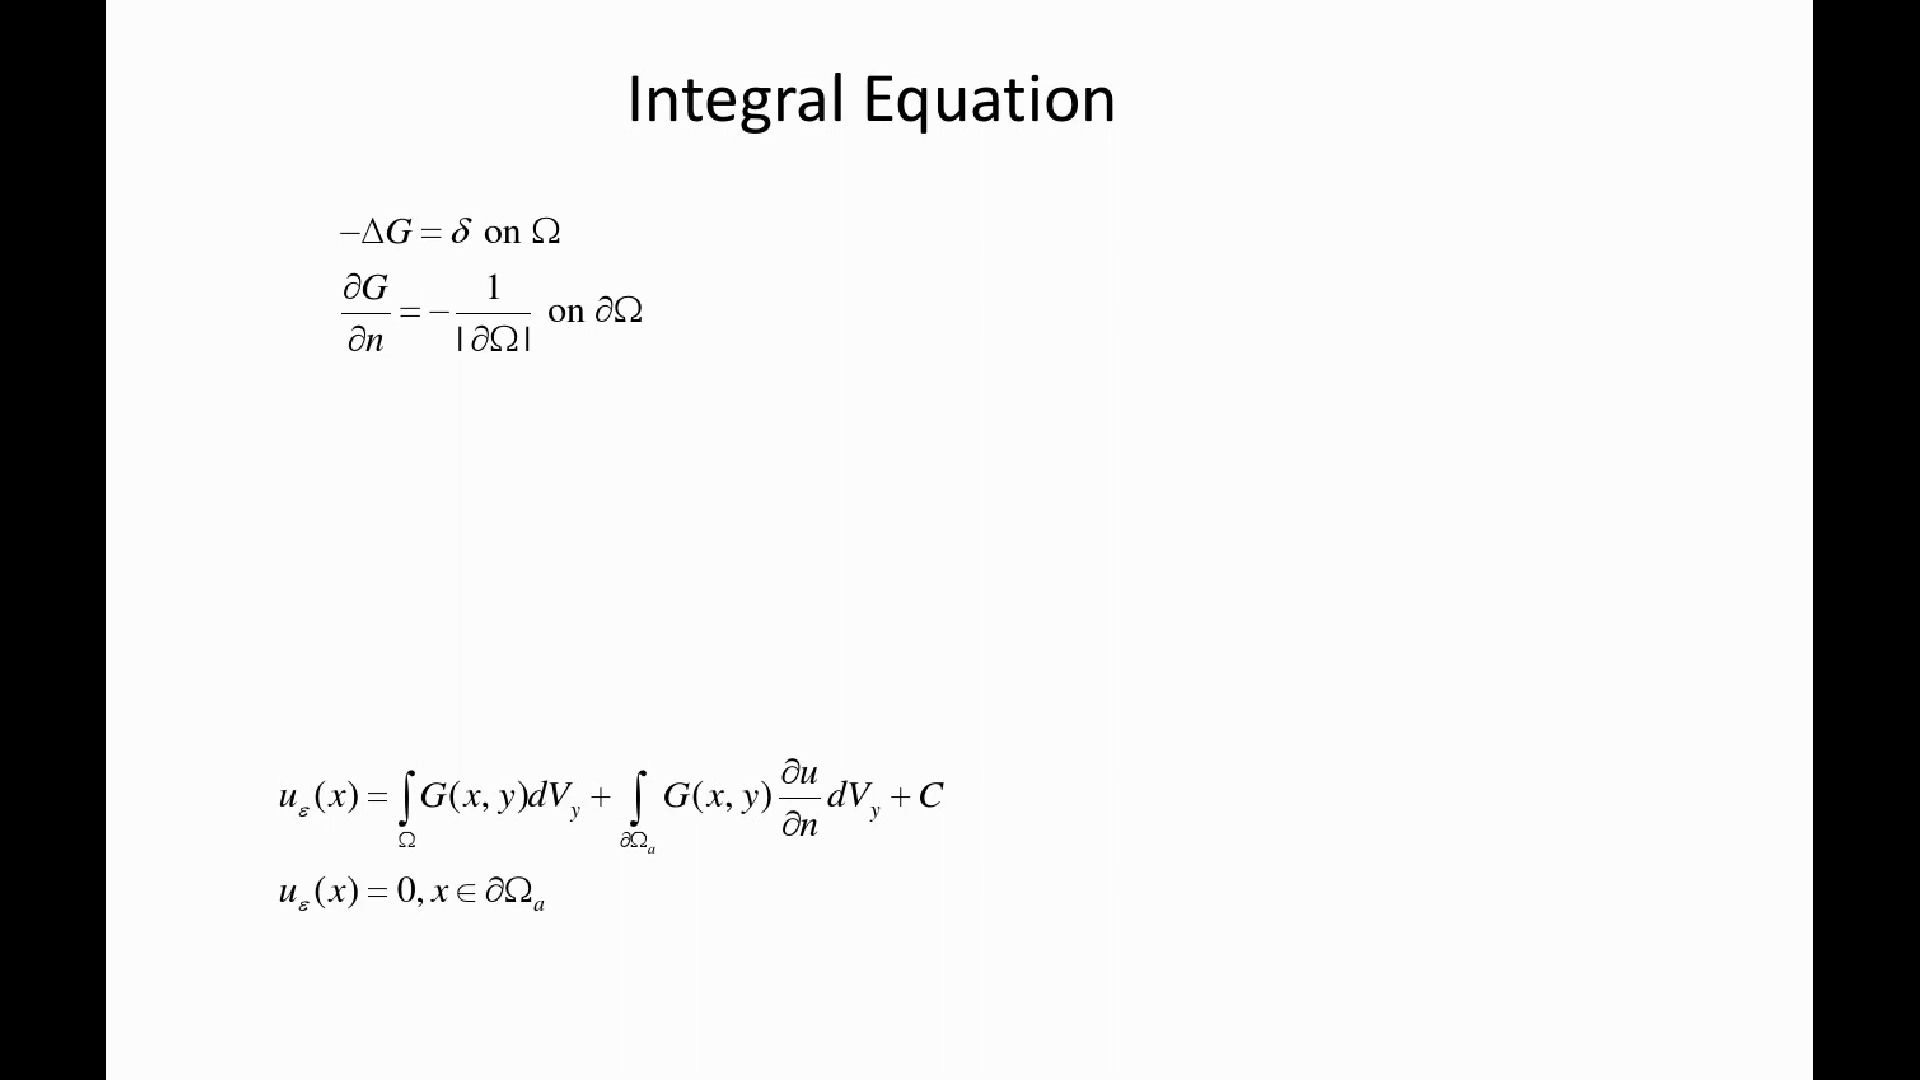 Integral Equation
−ΔG = δ on Ω
∂G/∂n = − 1/|∂Ω| on ∂Ω
u_ε(x) = ∫_Ω G(x, y)dV_y + ∫_{∂Ω_a} G(x, y) ∂u/∂n dV_y + C
u_ε(x) = 0, x ∈ ∂Ω_a